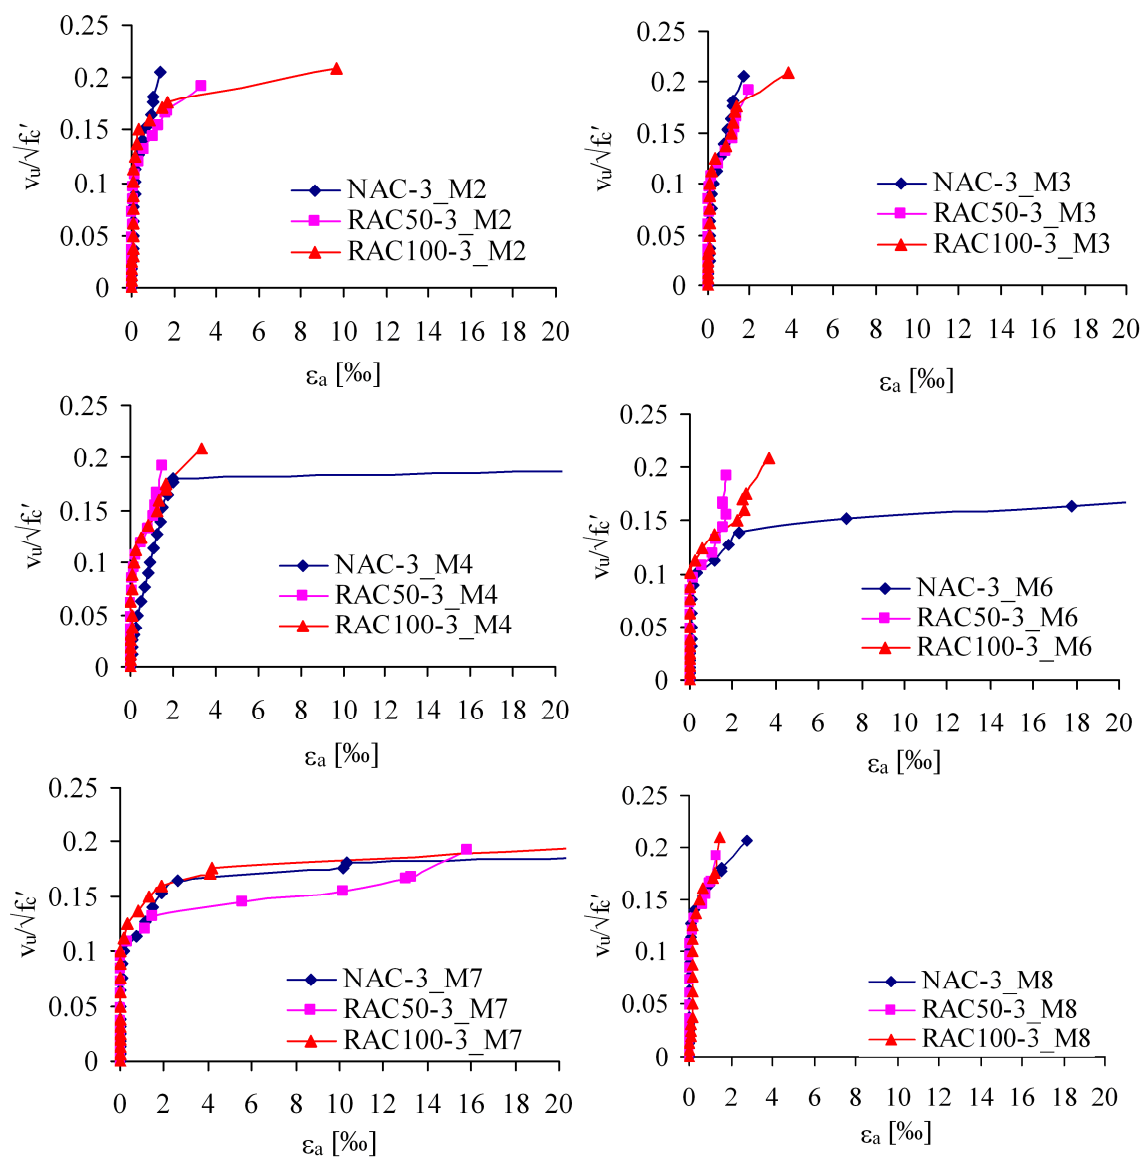 0.25
0.2
0.15
0.1
0.05
0
vu/√fc′
NAC-3_M2
RAC50-3_M2
RAC100-3_M2
0 2 4 6 8 10 12 14 16 18 20
εa [‰]
0.25
0.2
0.15
0.1
0.05
0
vu/√fc′
NAC-3_M3
RAC50-3_M3
RAC100-3_M3
0 2 4 6 8 10 12 14 16 18 20
εa [‰]
0.25
0.2
0.15
0.1
0.05
0
vu/√fc′
NAC-3_M4
RAC50-3_M4
RAC100-3_M4
0 2 4 6 8 10 12 14 16 18 20
εa [‰]
0.25
0.2
0.15
0.1
0.05
0
vu/√fc′
NAC-3_M6
RAC50-3_M6
RAC100-3_M6
0 2 4 6 8 10 12 14 16 18 20
εa [‰]
0.25
0.2
0.15
0.1
0.05
0
vu/√fc′
NAC-3_M7
RAC50-3_M7
RAC100-3_M7
0 2 4 6 8 10 12 14 16 18 20
εa [‰]
0.25
0.2
0.15
0.1
0.05
0
vu/√fc′
NAC-3_M8
RAC50-3_M8
RAC100-3_M8
0 2 4 6 8 10 12 14 16 18 20
εa [‰]